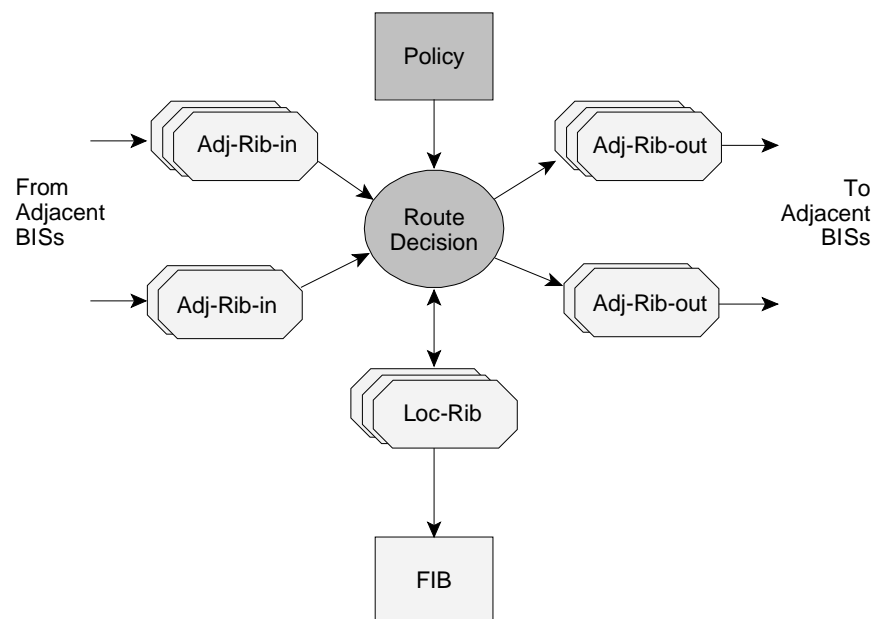 Policy
Adj-Rib-in
Adj-Rib-out
From
Adjacent
BISs
Route
Decision
To
Adjacent
BISs
Adj-Rib-in
Adj-Rib-out
Loc-Rib
FIB